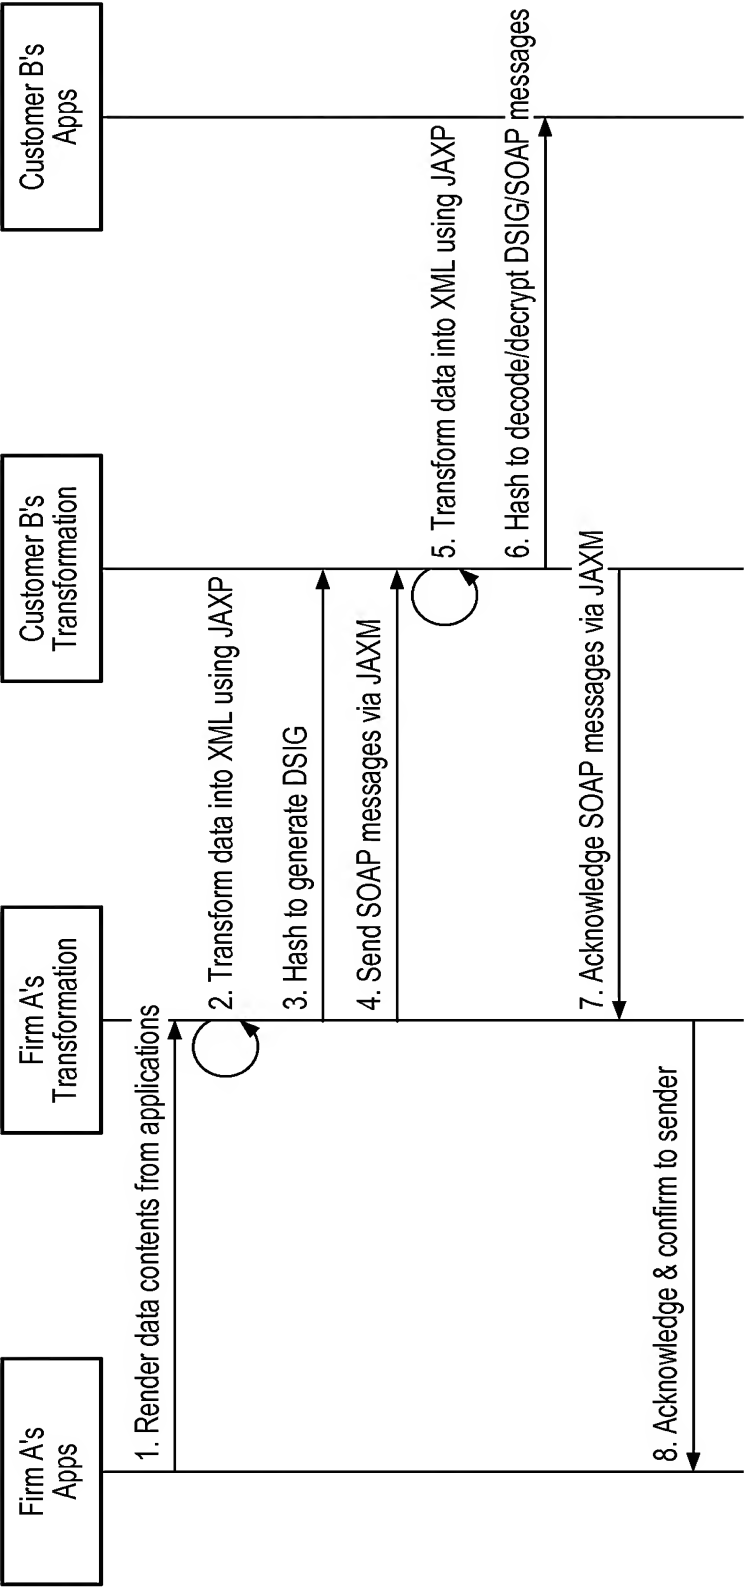 Firm A's
Apps
Firm A's
Transformation
Customer B's
Transformation
Customer B's
Apps
1. Render data contents from applications
2. Transform data into XML using JAXP
3. Hash to generate DSIG
4. Send SOAP messages via JAXM
5. Transform data into XML using JAXP
6. Hash to decode/decrypt DSIG/SOAP messages
7. Acknowledge SOAP messages via JAXM
8. Acknowledge & confirm to sender